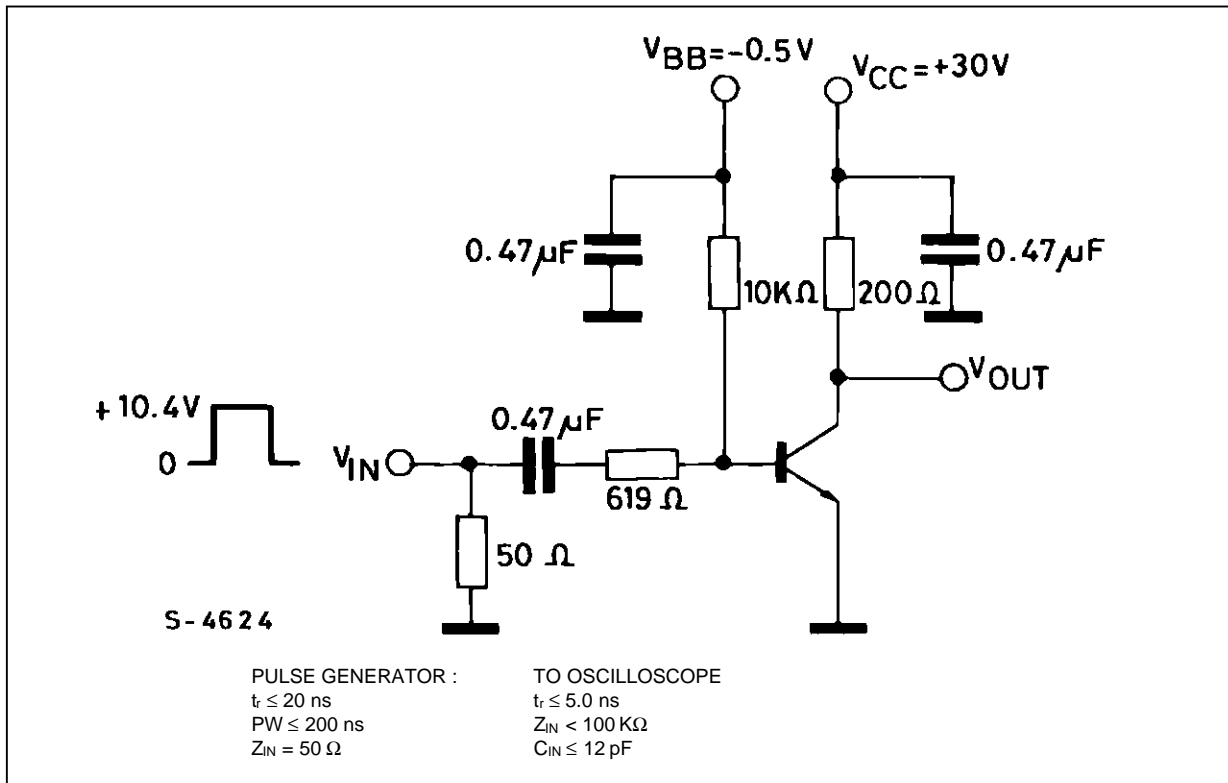 VBB=-0.5V
VCC=+30V
0.47µF
10KΩ
200Ω
0.47µF
VOUT
+10.4V
0
VIN
0.47µF
619Ω
50 Ω
S-4624
PULSE GENERATOR :
tr ≤ 20 ns
PW ≤ 200 ns
ZIN = 50 Ω
TO OSCILLOSCOPE
tr ≤ 5.0 ns
ZIN < 100 KΩ
CIN ≤ 12 pF